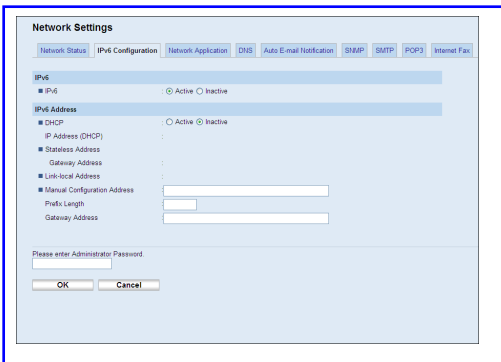 Network Settings
Network Status IPv6 Configuration Network Application DNS Auto E-mail Notification SNMP SMTP POP3 Internet Fax
IPv6
IPv6 : Active Inactive
IPv6 Address
DHCP : Active Inactive
IP Address (DHCP) :
Stateless Address
Gateway Address :
Link-local Address :
Manual Configuration Address :
Prefix Length :
Gateway Address :
Please enter Administrator Password.
OK Cancel